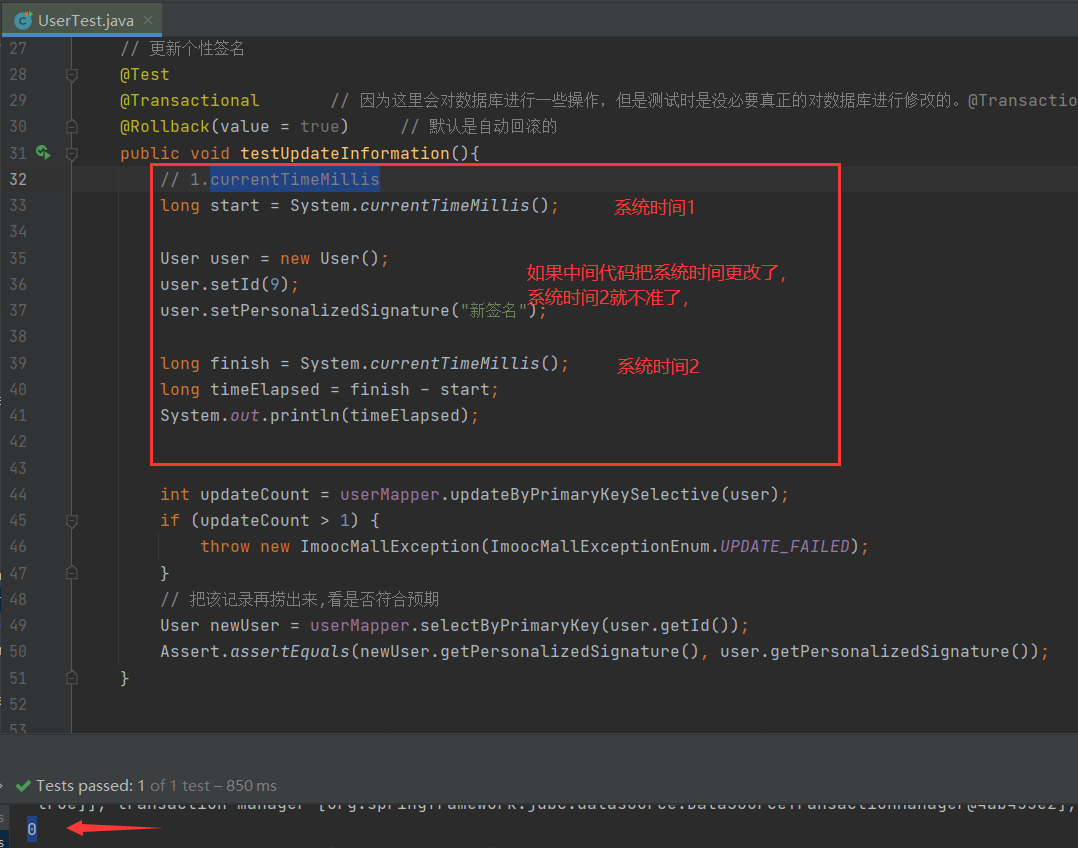 UserTest.java
27 // 更新个性签名
28 @Test
29 @Transactional // 因为这里会对数据库进行一些操作，但是测试时是没必要真正的对数据库进行修改的。@Transactio
30 @Rollback(value = true) // 默认是自动回滚的
31 public void testUpdateInformation(){
32 // 1.currentTimeMillis
33 long start = System.currentTimeMillis(); 系统时间1
34
35 User user = new User();
如果中间代码把系统时间更改了,
36 user.setId(9);
系统时间2就不准了,
37 user.setPersonalizedSignature("新签名");
38
39 long finish = System.currentTimeMillis(); 系统时间2
40 long timeElapsed = finish - start;
41 System.out.println(timeElapsed);
42
43
44 int updateCount = userMapper.updateByPrimaryKeySelective(user);
45 if (updateCount > 1) {
46 throw new ImoocMallException(ImoocMallExceptionEnum.UPDATE_FAILED);
47 }
48 // 把该记录再捞出来,看是否符合预期
49 User newUser = userMapper.selectByPrimaryKey(user.getId());
50 Assert.assertEquals(newUser.getPersonalizedSignature(), user.getPersonalizedSignature());
51 }
52
53
Tests passed: 1 of 1 test – 850 ms
true]], transaction manager [org.springframework.jdbc.datasource.DataSourceTransactionManager@4ab455e2],
0